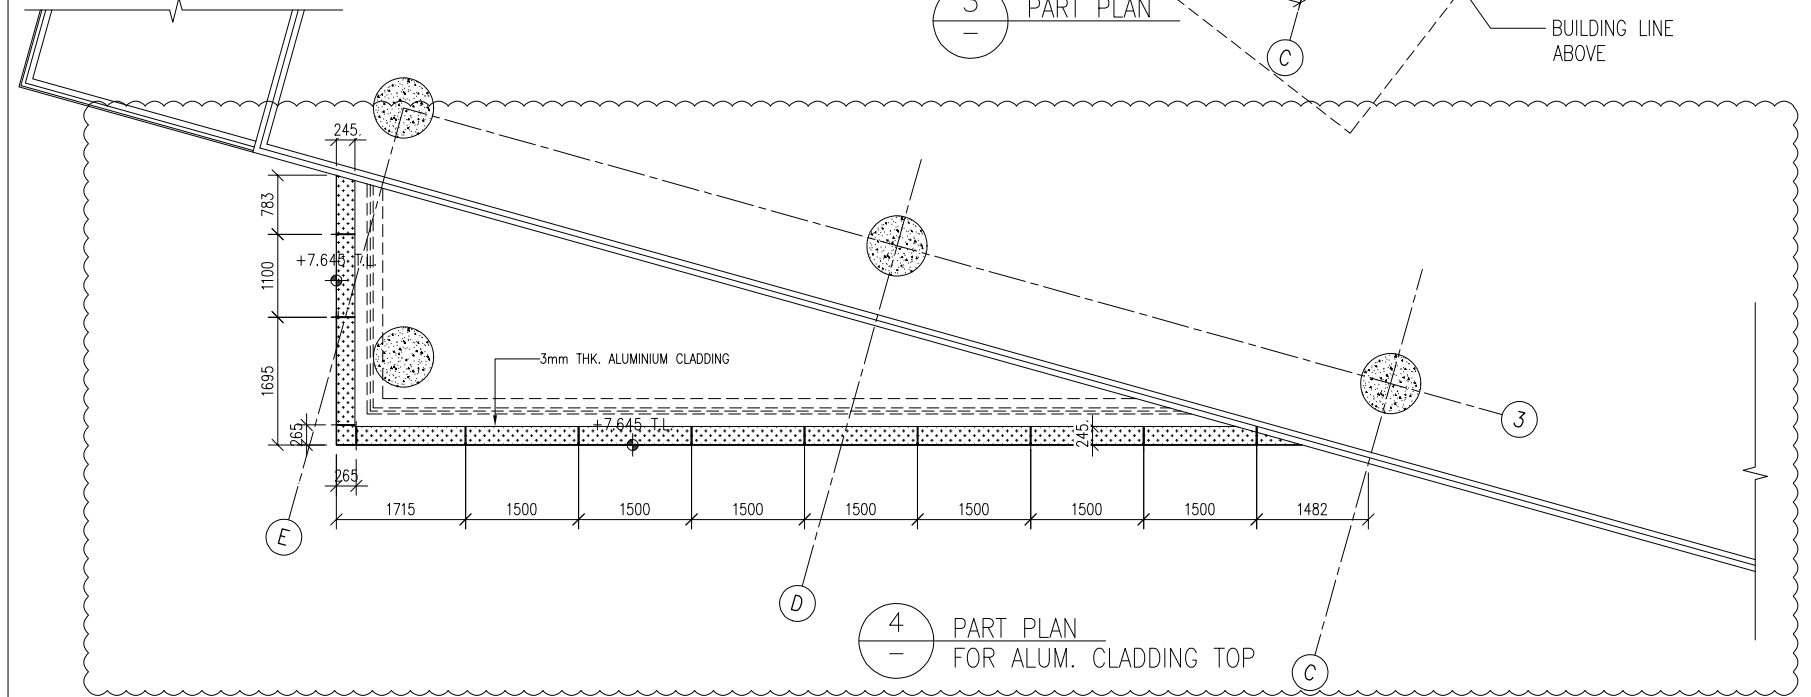 3
PART PLAN
-
C
BUILDING LINE
ABOVE
245
783
1100
+7.645 T.L.
1695
3mm THK. ALUMINIUM CLADDING
265
+7.645 T.L.
245
3
265
1715
1500
1500
1500
1500
1500
1500
1500
1482
E
D
C
4
PART PLAN
-
FOR ALUM. CLADDING TOP